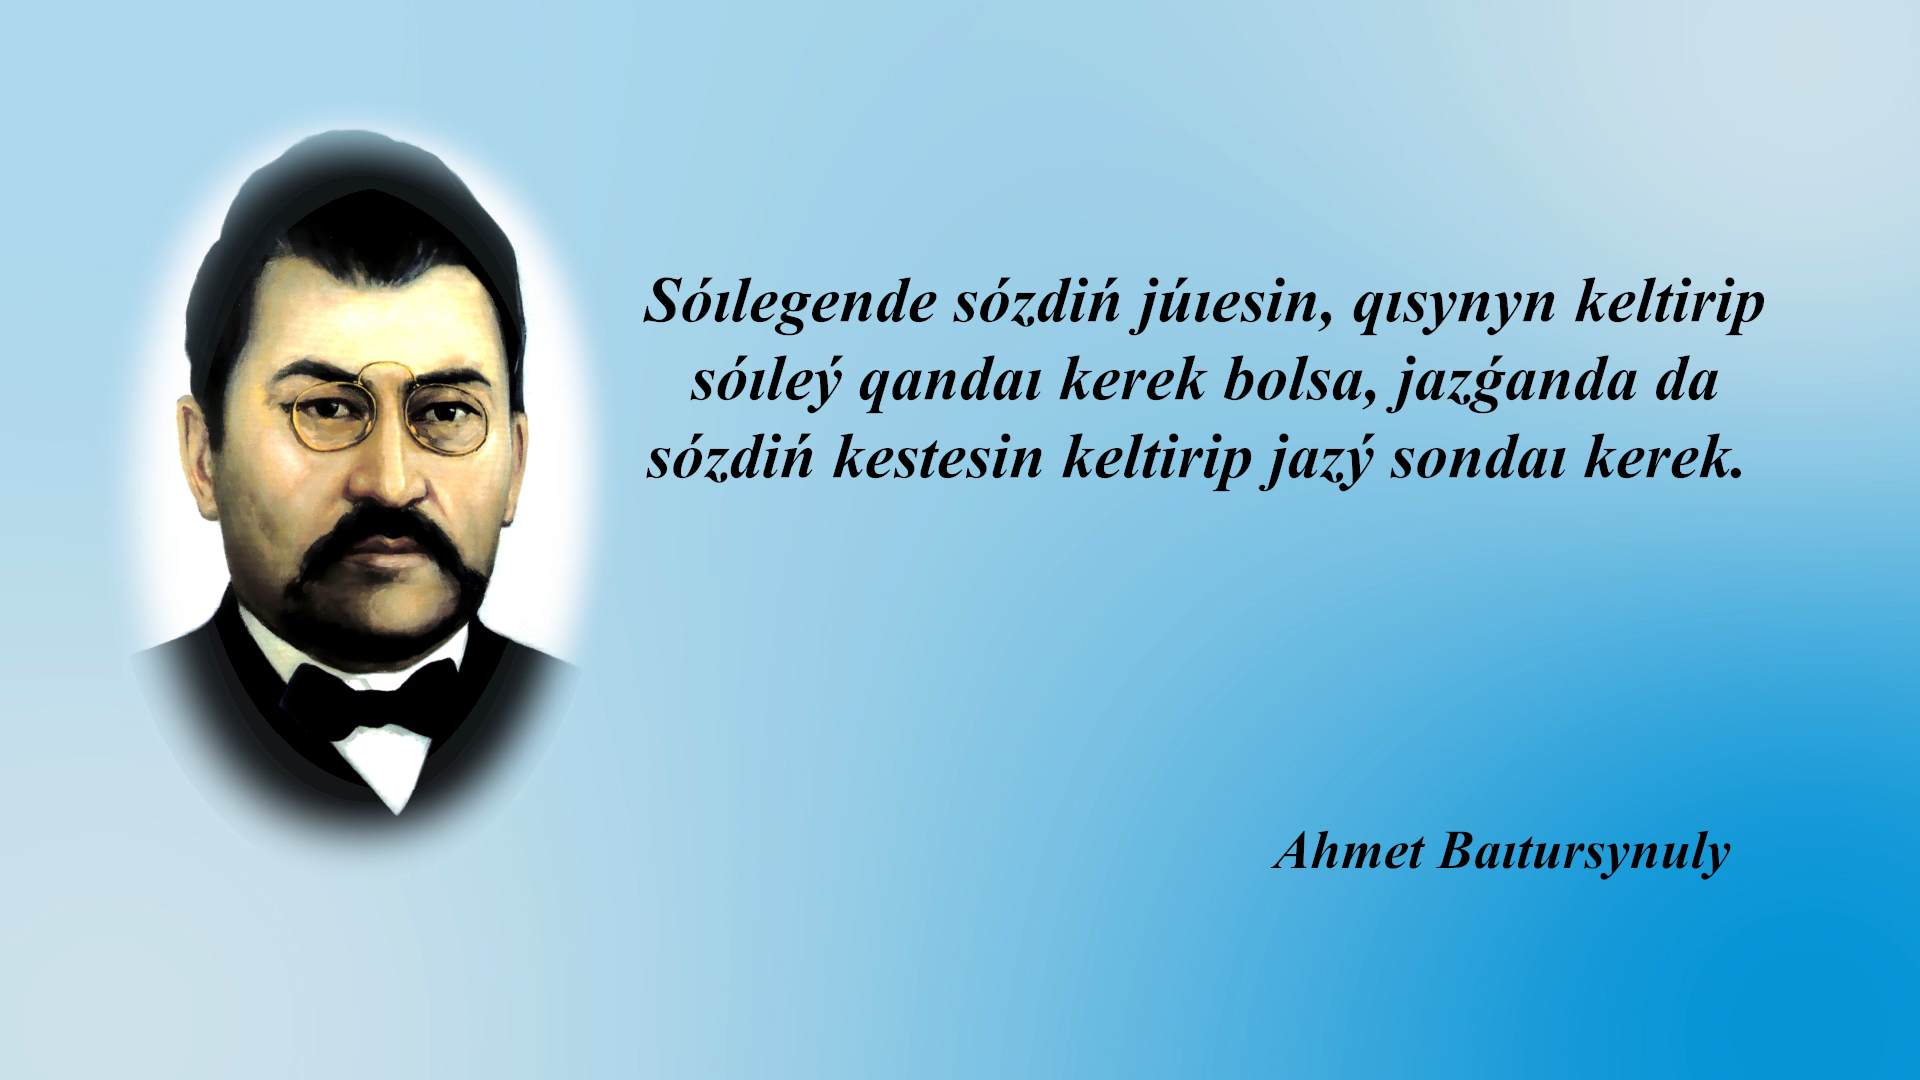 Sóılegende sózdiń júıesin, qısynyn keltirip
sóıleý qandaı kerek bolsa, jazǵanda da
sózdiń kestesin keltirip jazý sondaı kerek.
Ahmet Baıtursynuly